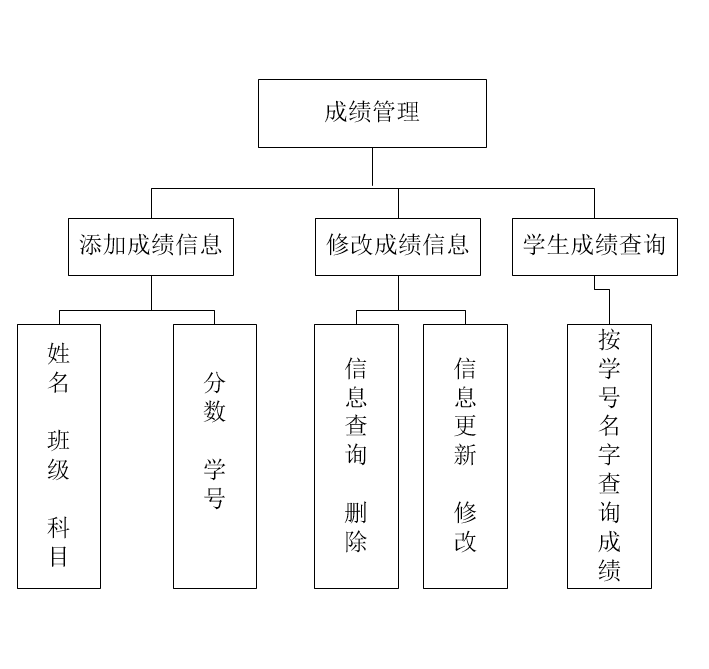 成绩管理
添加成绩信息
修改成绩信息
学生成绩查询
姓名 班级 科目
分数 学号
信息查询 删除
信息更新 修改
按学号名字查询成绩